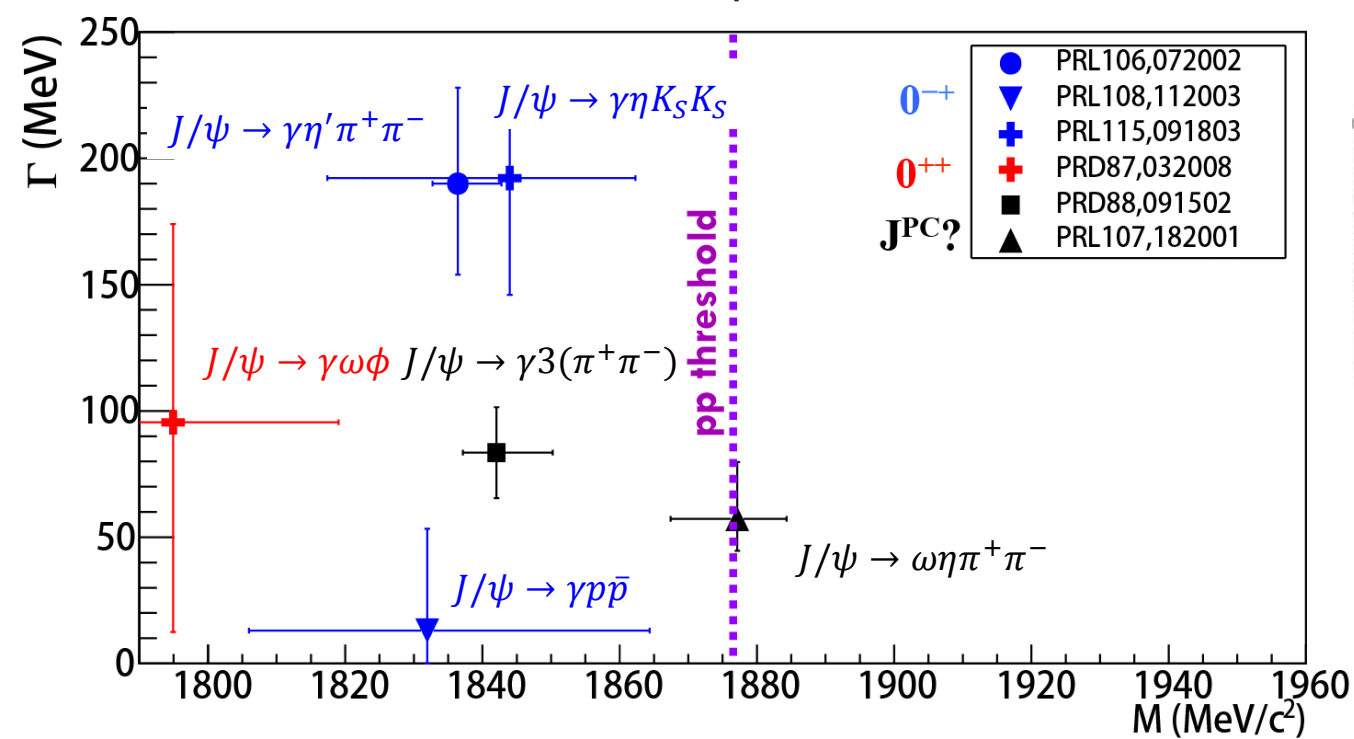 250
200
150
100
50
0
Γ (MeV)
J/ψ → γη′π⁺π⁻
J/ψ → γηK_SK_S
0⁻⁺
0⁺⁺
Jᴾᶜ?
PRL106,072002
PRL108,112003
PRL115,091803
PRD87,032008
PRD88,091502
PRL107,182001
pp threshold
J/ψ → γωϕ
J/ψ → γ3(π⁺π⁻)
J/ψ → γpp̄
J/ψ → ωηπ⁺π⁻
1800 1820 1840 1860 1880 1900 1920 1940 1960
M (MeV/c²)